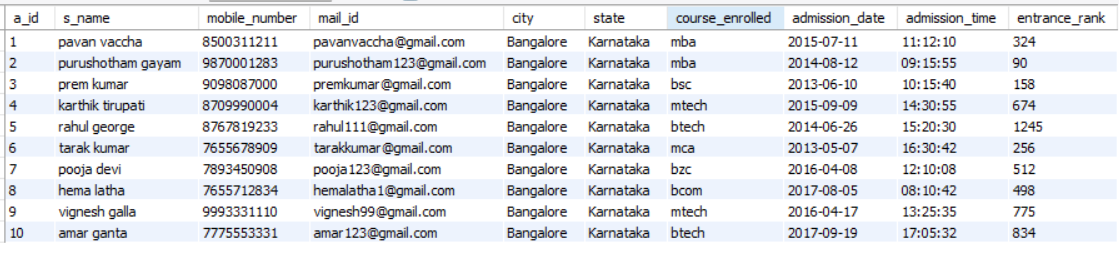 a_id s_name mobile_number mail_id city state course_enrolled admission_date admission_time entrance_rank
1 pavan vaccha 8500311211 pavanvaccha@gmail.com Bangalore Karnataka mba 2015-07-11 11:12:10 324
2 purushotham gayam 9870001283 purushotham123@gmail.com Bangalore Karnataka mba 2014-08-12 09:15:55 90
3 prem kumar 9098087000 premkumar@gmail.com Bangalore Karnataka bsc 2013-06-10 10:15:40 158
4 karthik tirupati 8709990004 karthik123@gmail.com Bangalore Karnataka mtech 2015-09-09 14:30:55 674
5 rahul george 8767819233 rahul111@gmail.com Bangalore Karnataka btech 2014-06-26 15:20:30 1245
6 tarak kumar 7655678909 tarakkumar@gmail.com Bangalore Karnataka mca 2013-05-07 16:30:42 256
7 pooja devi 7893450908 pooja123@gmail.com Bangalore Karnataka bzc 2016-04-08 12:10:08 512
8 hema latha 7655712834 hemalatha1@gmail.com Bangalore Karnataka bcom 2017-08-05 08:10:42 498
9 vignesh galla 9993331110 vignesh99@gmail.com Bangalore Karnataka mtech 2016-04-17 13:25:35 775
10 amar ganta 7775553331 amar123@gmail.com Bangalore Karnataka btech 2017-09-19 17:05:32 834